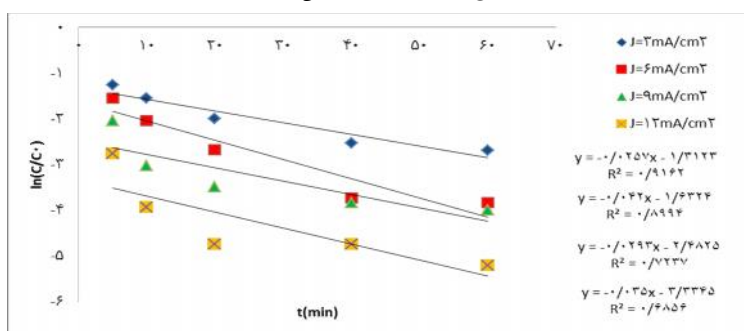 ۰
۰ ۱۰ ۲۰ ۳۰ ۴۰ ۵۰ ۶۰ ۷۰
-۱
-۲
-۳
-۴
-۵
-۶
ln(C/C۰)
t(min)
J=۳mA/cm۲
J=۶mA/cm۲
J=۹mA/cm۲
J=۱۲mA/cm۲
y = -۰/۰۲۵۷x - ۱/۳۱۲۳
R² = ۰/۹۱۶۲
y = -۰/۰۴۲x - ۱/۶۳۲۴
R² = ۰/۸۹۹۴
y = -۰/۰۲۹۳x - ۲/۴۸۲۵
R² = ۰/۷۲۳۷
y = -۰/۰۳۵x - ۳/۳۳۴۵
R² = ۰/۶۸۵۶